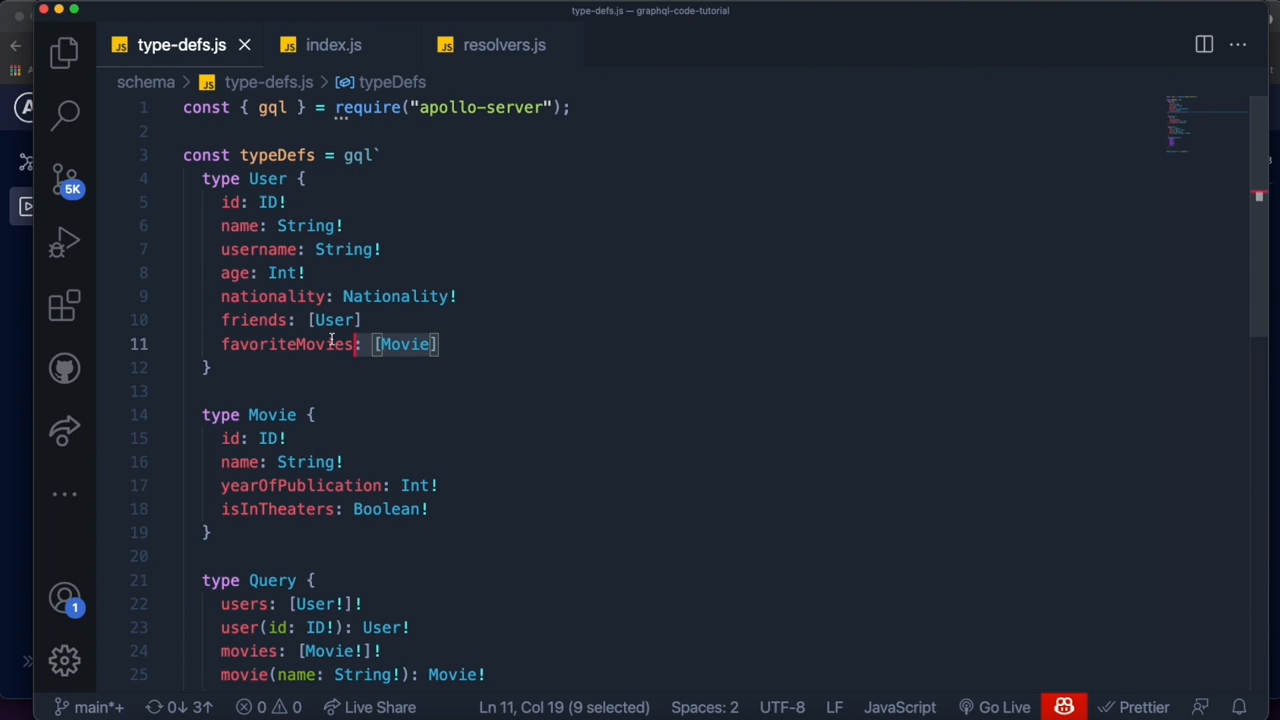 type-defs.js — graphql-code-tutorial
JS type-defs.js JS index.js JS resolvers.js
schema > JS type-defs.js > typeDefs
1 const { gql } = require("apollo-server");
2
3 const typeDefs = gql`
4 type User {
5 id: ID!
6 name: String!
7 username: String!
8 age: Int!
9 nationality: Nationality!
10 friends: [User]
11 favoriteMovies: [Movie]
12 }
13
14 type Movie {
15 id: ID!
16 name: String!
17 yearOfPublication: Int!
18 isInTheaters: Boolean!
19 }
20
21 type Query {
22 users: [User!]!
23 user(id: ID!): User!
24 movies: [Movie!]!
25 movie(name: String!): Movie!
5K
1
main*+ 0↓ 3↑ 0 0 Live Share Ln 11, Col 19 (9 selected) Spaces: 2 UTF-8 LF JavaScript Go Live Prettier